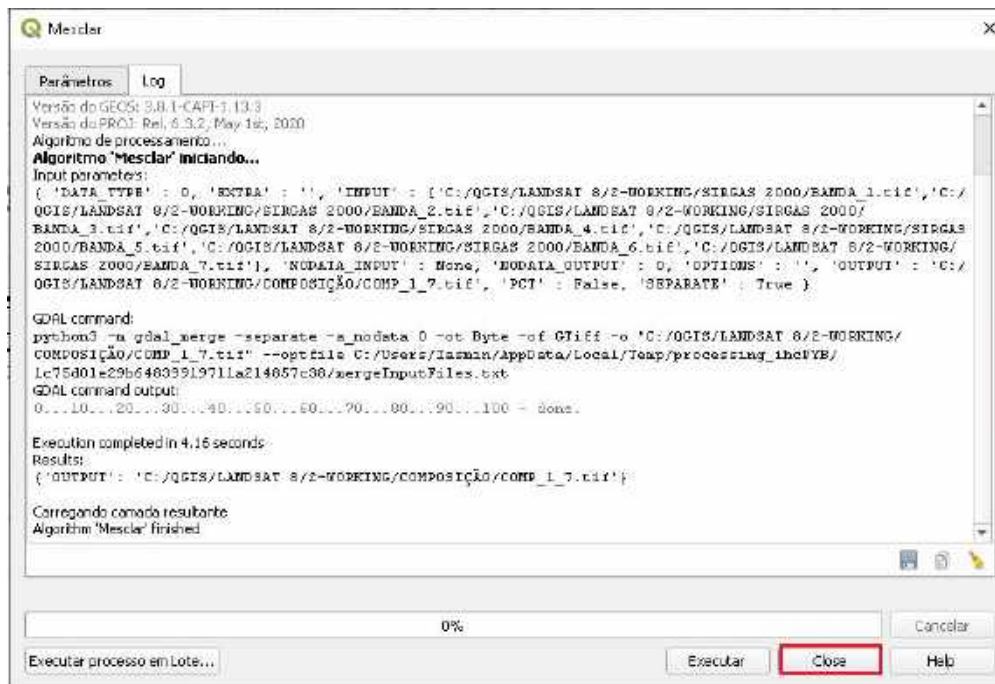 Mesclar
Parâmetros
Log
Versão do GEOS: 3.8.1-CAPI-1.13.3
Versão do PROJ: Rel. 6.3.2, May 1st, 2020
Algoritmo de processamento…
Algoritmo 'Mesclar' iniciando…
Input parameters:
{ 'DATA_TYPE' : 0, 'EXTRA' : '', 'INPUT' : ['C:/QGIS/LANDSAT 8/2-WORKING/SIRGAS 2000/BANDA_1.tif','C:/
QGIS/LANDSAT 8/2-WORKING/SIRGAS 2000/BANDA_2.tif','C:/QGIS/LANDSAT 8/2-WORKING/SIRGAS 2000/
BANDA_3.tif','C:/QGIS/LANDSAT 8/2-WORKING/SIRGAS 2000/BANDA_4.tif','C:/QGIS/LANDSAT 8/2-WORKING/SIRGAS
2000/BANDA_5.tif','C:/QGIS/LANDSAT 8/2-WORKING/SIRGAS 2000/BANDA_6.tif','C:/QGIS/LANDSAT 8/2-WORKING/
SIRGAS 2000/BANDA_7.tif'], 'NODATA_INPUT' : None, 'NODATA_OUTPUT' : 0, 'OPTIONS' : '', 'OUTPUT' : 'C:/
QGIS/LANDSAT 8/2-WORKING/COMPOSIÇÃO/COMP_1_7.tif', 'PCT' : False, 'SEPARATE' : True }
GDAL command:
python3 -m gdal_merge -separate -a_nodata 0 -ot Byte -of GTiff -o "C:/QGIS/LANDSAT 8/2-WORKING/
COMPOSIÇÃO/COMP_1_7.tif" --optfile C:/Users/Iasmin/AppData/Local/Temp/
mergeInputFiles.txt
GDAL command output:
0...10...20...30...40...50...60...70...80...90...100 - done.
Execution completed in 4.16 seconds
Results:
{'OUTPUT': 'C:/QGIS/LANDSAT 8/2-WORKING/COMPOSIÇÃO/COMP_1_7.tif'}
Carregando camada resultante
Algorithm 'Mesclar' finished
0%
Cancelar
Executar processo em Lote…
Executar
Close
Help